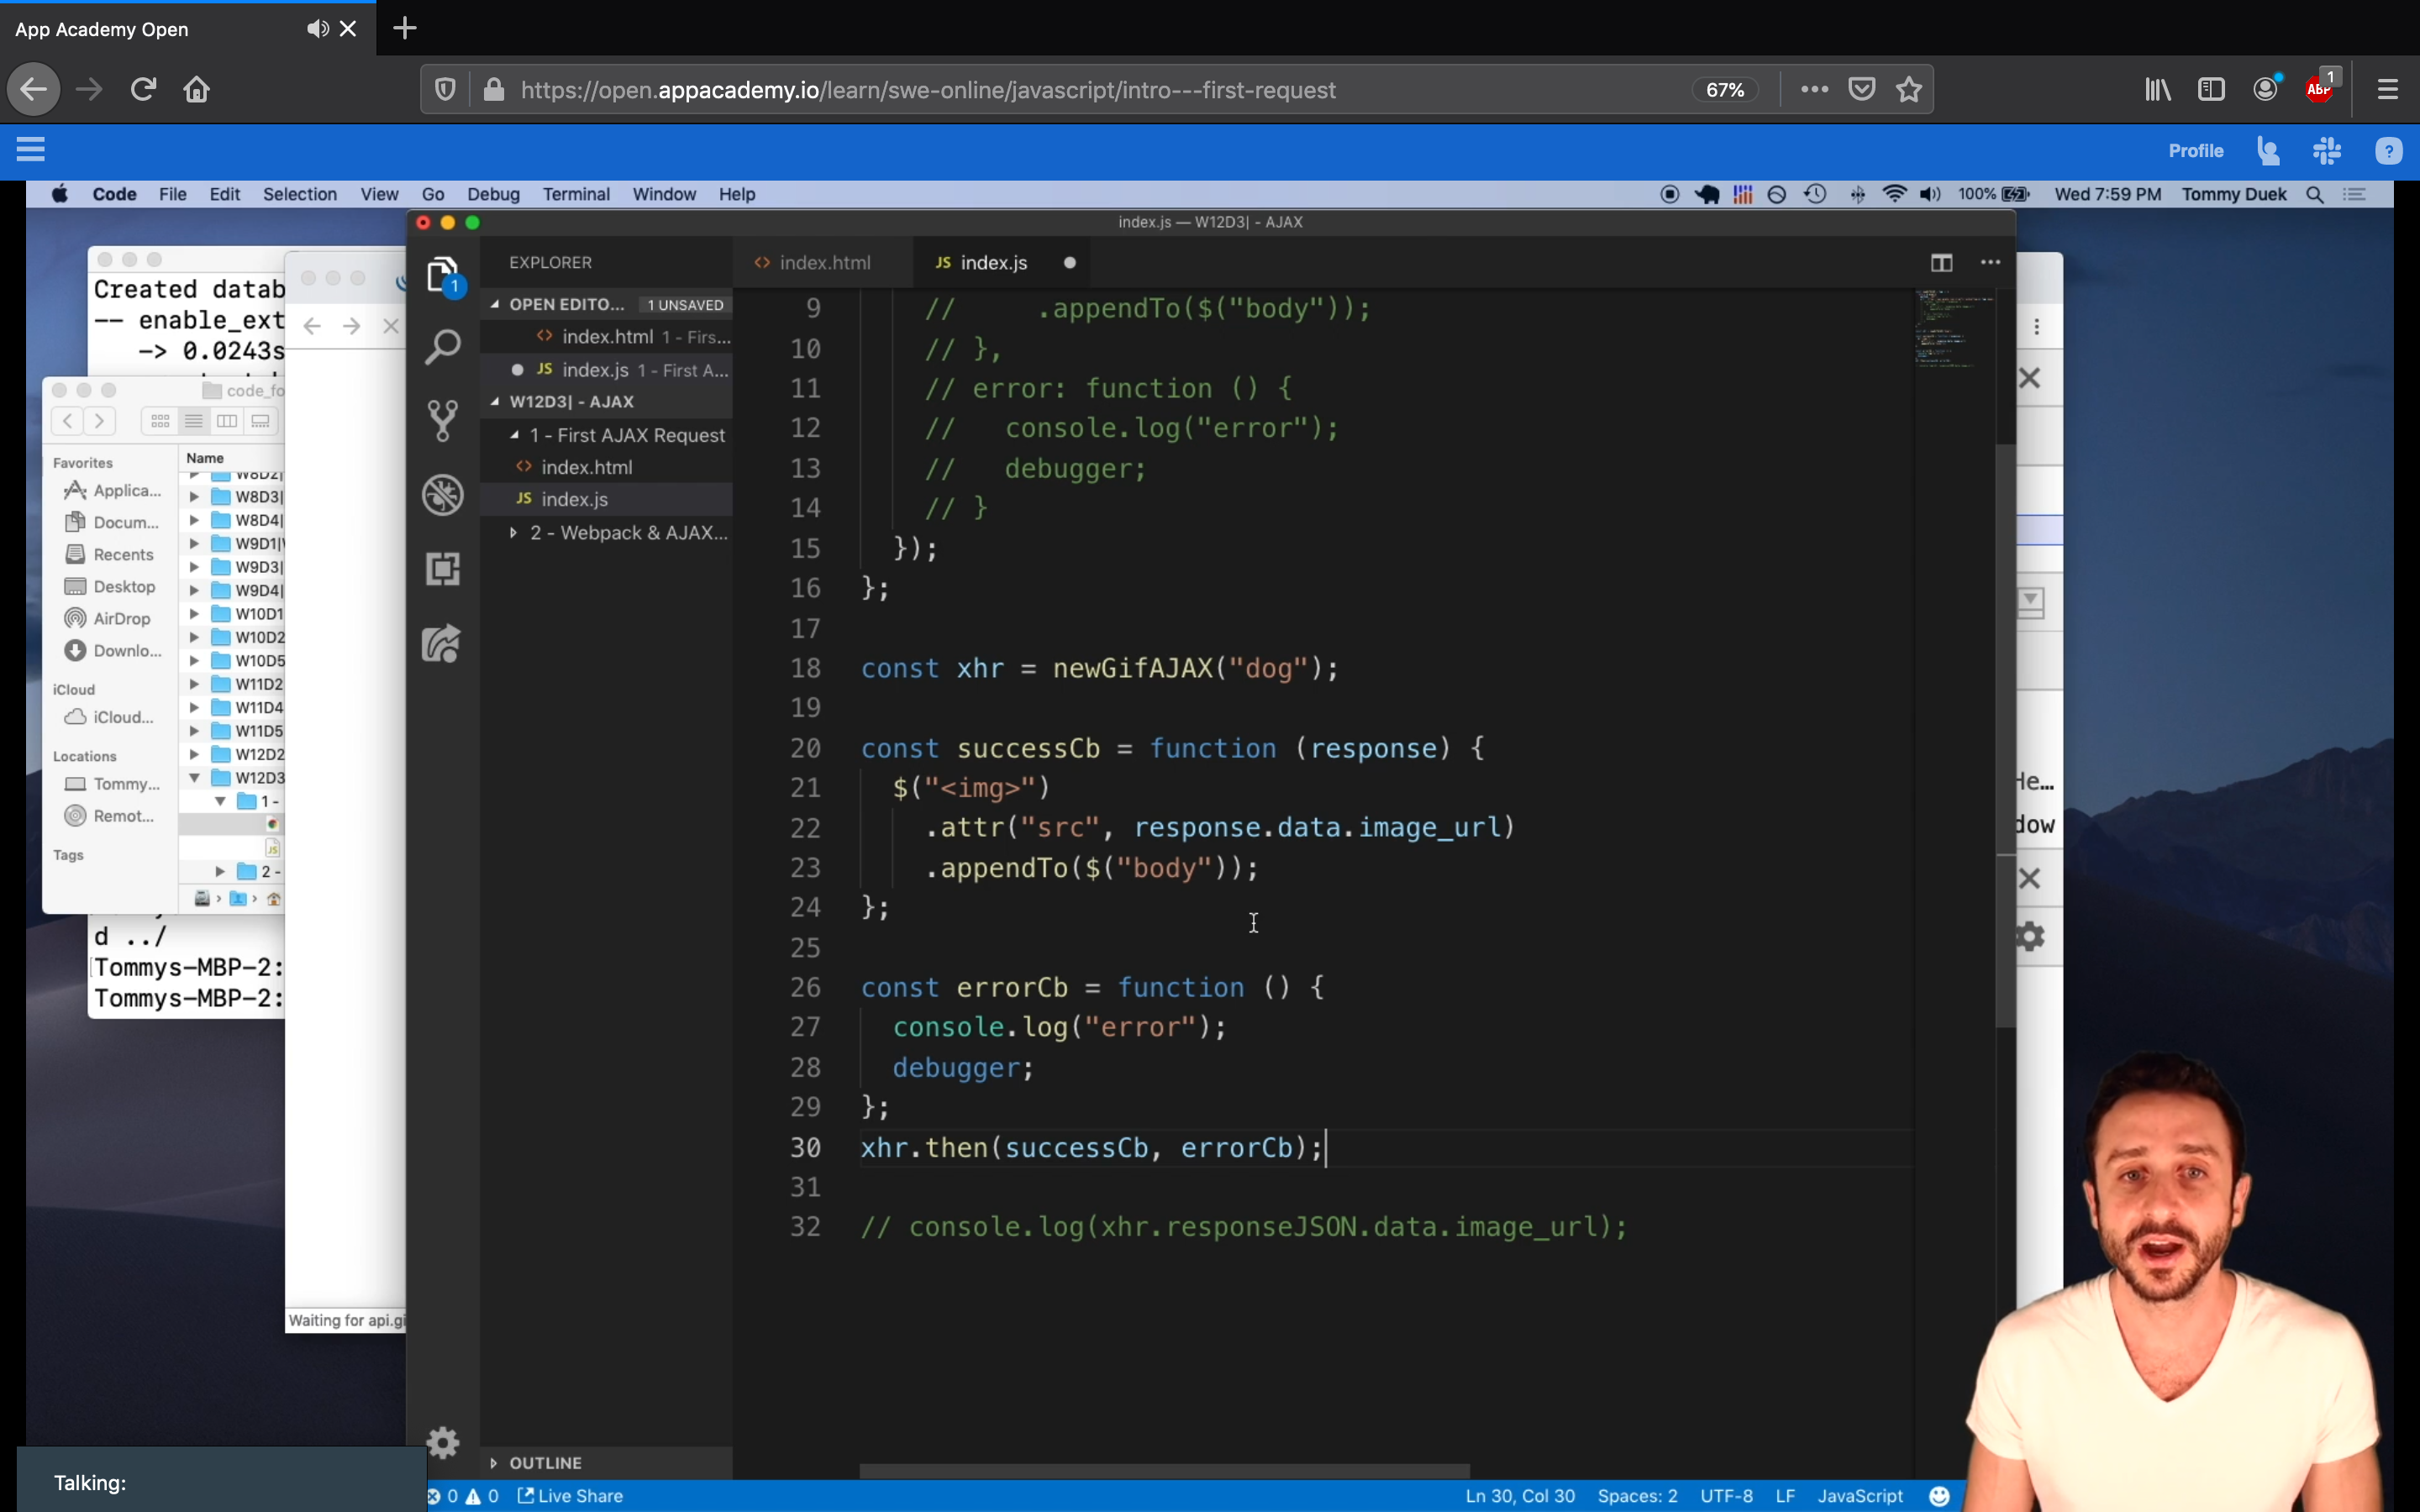 App Academy Open
https://open.appacademy.io/learn/swe-online/javascript/intro---first-request
67%
ABP
1
Profile
Code File Edit Selection View Go Debug Terminal Window Help
100%
Wed 7:59 PM Tommy Duek
index.js — W12D3| - AJAX
Created datab
-- enable_ext
-> 0.0243s
code_fo
Favorites
Applica...
Docum...
Recents
Desktop
AirDrop
Downlo...
iCloud
iCloud...
Locations
Tommy...
Remot...
Tags
Name
W8D2|
W8D3|
W8D4|
W9D1|
W9D3|
W9D4|
W10D1
W10D2
W10D5
W11D2
W11D4
W11D5
W12D2
W12D3
1 -
2 -
d ../
Tommys-MBP-2:
Tommys-MBP-2:
Waiting for api.gi
1
EXPLORER
OPEN EDITO... 1 UNSAVED
<> index.html 1 - Firs...
JS index.js 1 - First A...
W12D3| - AJAX
1 - First AJAX Request
<> index.html
JS index.js
2 - Webpack & AJAX...
OUTLINE
<> index.html
JS index.js
9 // .appendTo($("body"));
10 // },
11 // error: function () {
12 // console.log("error");
13 // debugger;
14 // }
15 });
16 };
17
18 const xhr = newGifAJAX("dog");
19
20 const successCb = function (response) {
21 $("<img>")
22 .attr("src", response.data.image_url)
23 .appendTo($("body"));
24 };
25
26 const errorCb = function () {
27 console.log("error");
28 debugger;
29 };
30 xhr.then(successCb, errorCb);
31
32 // console.log(xhr.responseJSON.data.image_url);
He...
dow
Talking:
0 0 Live Share
Ln 30, Col 30 Spaces: 2 UTF-8 LF JavaScript